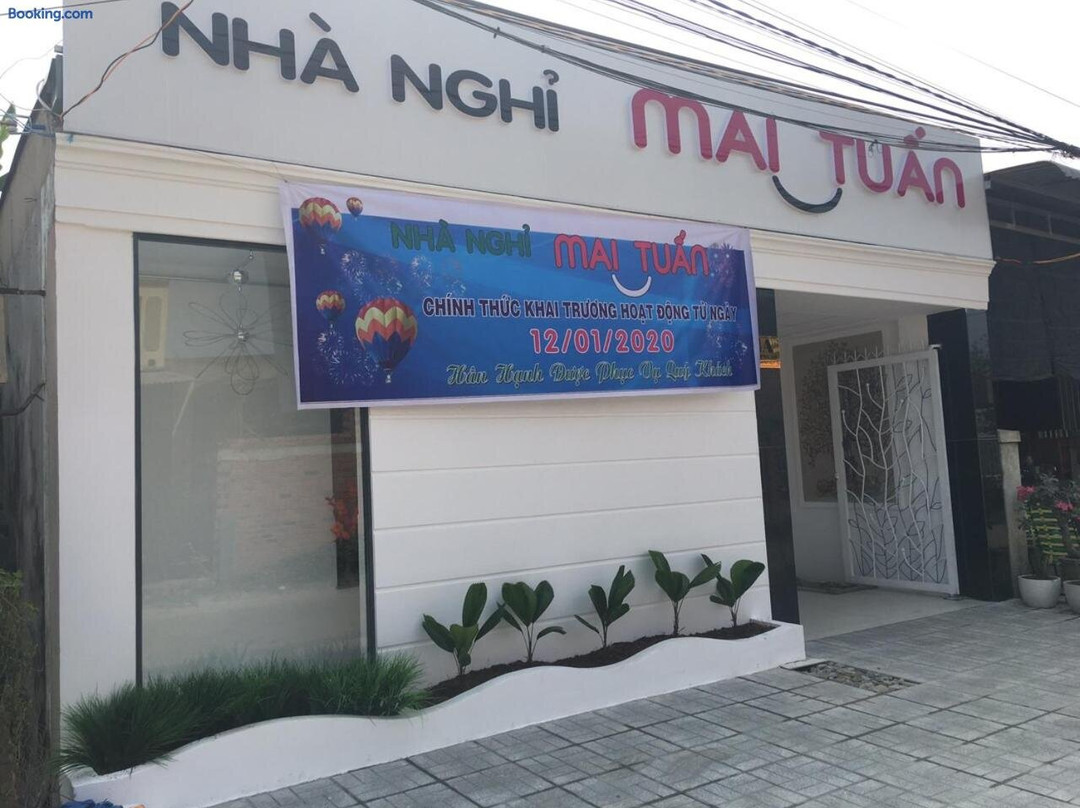 Booking.com
NHÀ NGHỈ MAI TUẤN
NHÀ NGHỈ MAI TUẤN
CHÍNH THỨC KHAI TRƯƠNG HOẠT ĐỘNG TỪ NGÀY
12/01/2020
Hân Hạnh Được Phục Vụ Quý Khách